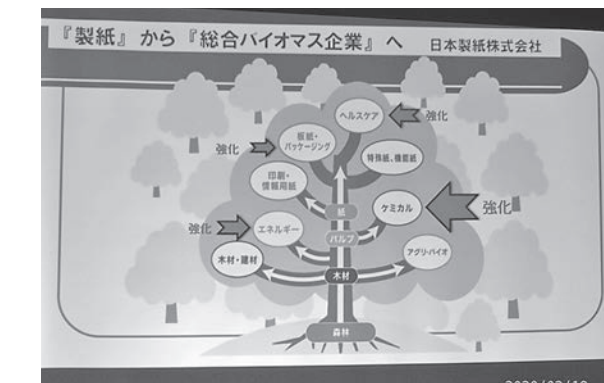 『製紙』から『総合バイオマス企業』へ 日本製紙株式会社
ヘルスケア
強化
板紙・
パッケージング
強化
特殊紙、機能紙
印刷・
情報用紙
紙
ケミカル
強化
強化
エネルギー
パルプ
木材・建材
アグリ・バイオ
木材
森林